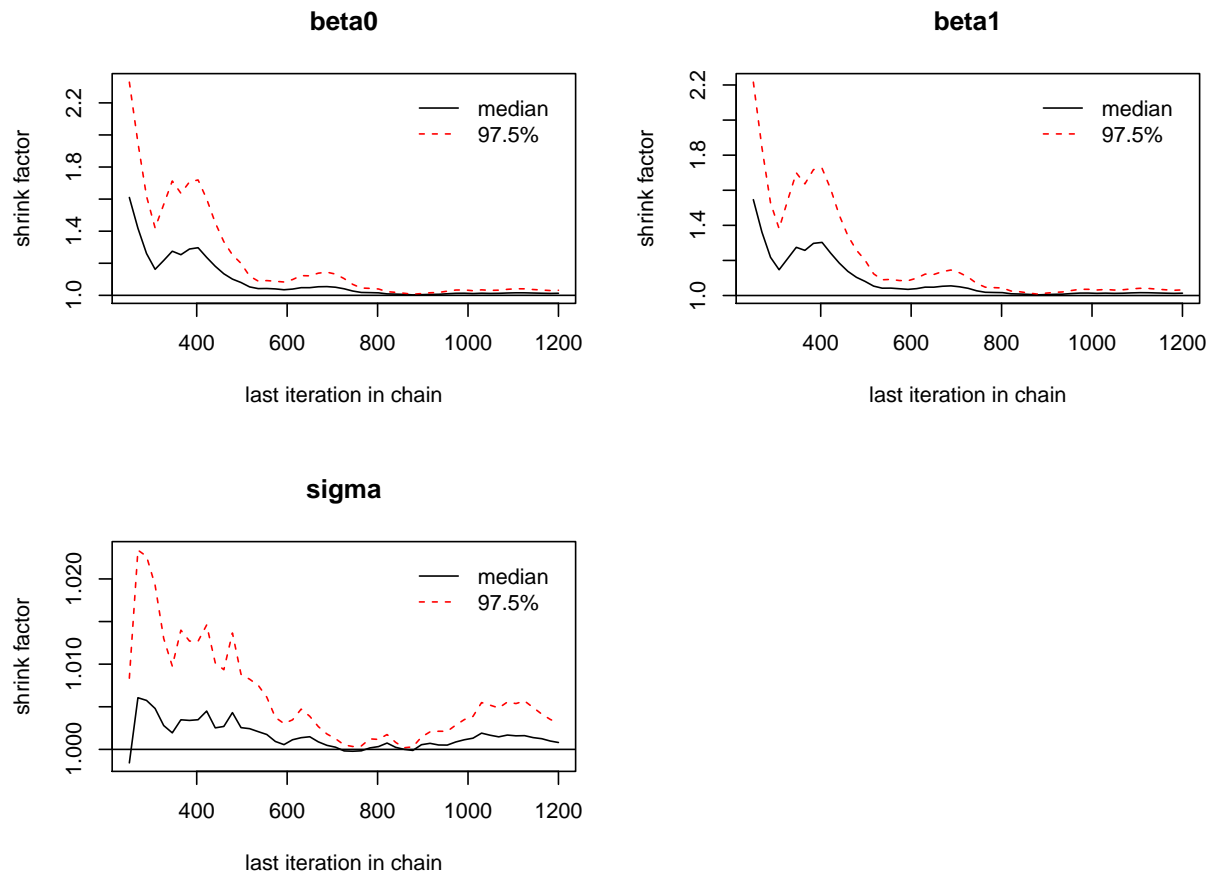 beta0
shrink factor
1.0 1.4 1.8 2.2
median
97.5%
400 600 800 1000 1200
last iteration in chain
beta1
shrink factor
1.0 1.4 1.8 2.2
median
97.5%
400 600 800 1000 1200
last iteration in chain
sigma
shrink factor
1.000 1.010 1.020
median
97.5%
400 600 800 1000 1200
last iteration in chain